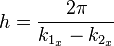 h = \frac{2\pi}{k_{1_x} - k_{2_x}}